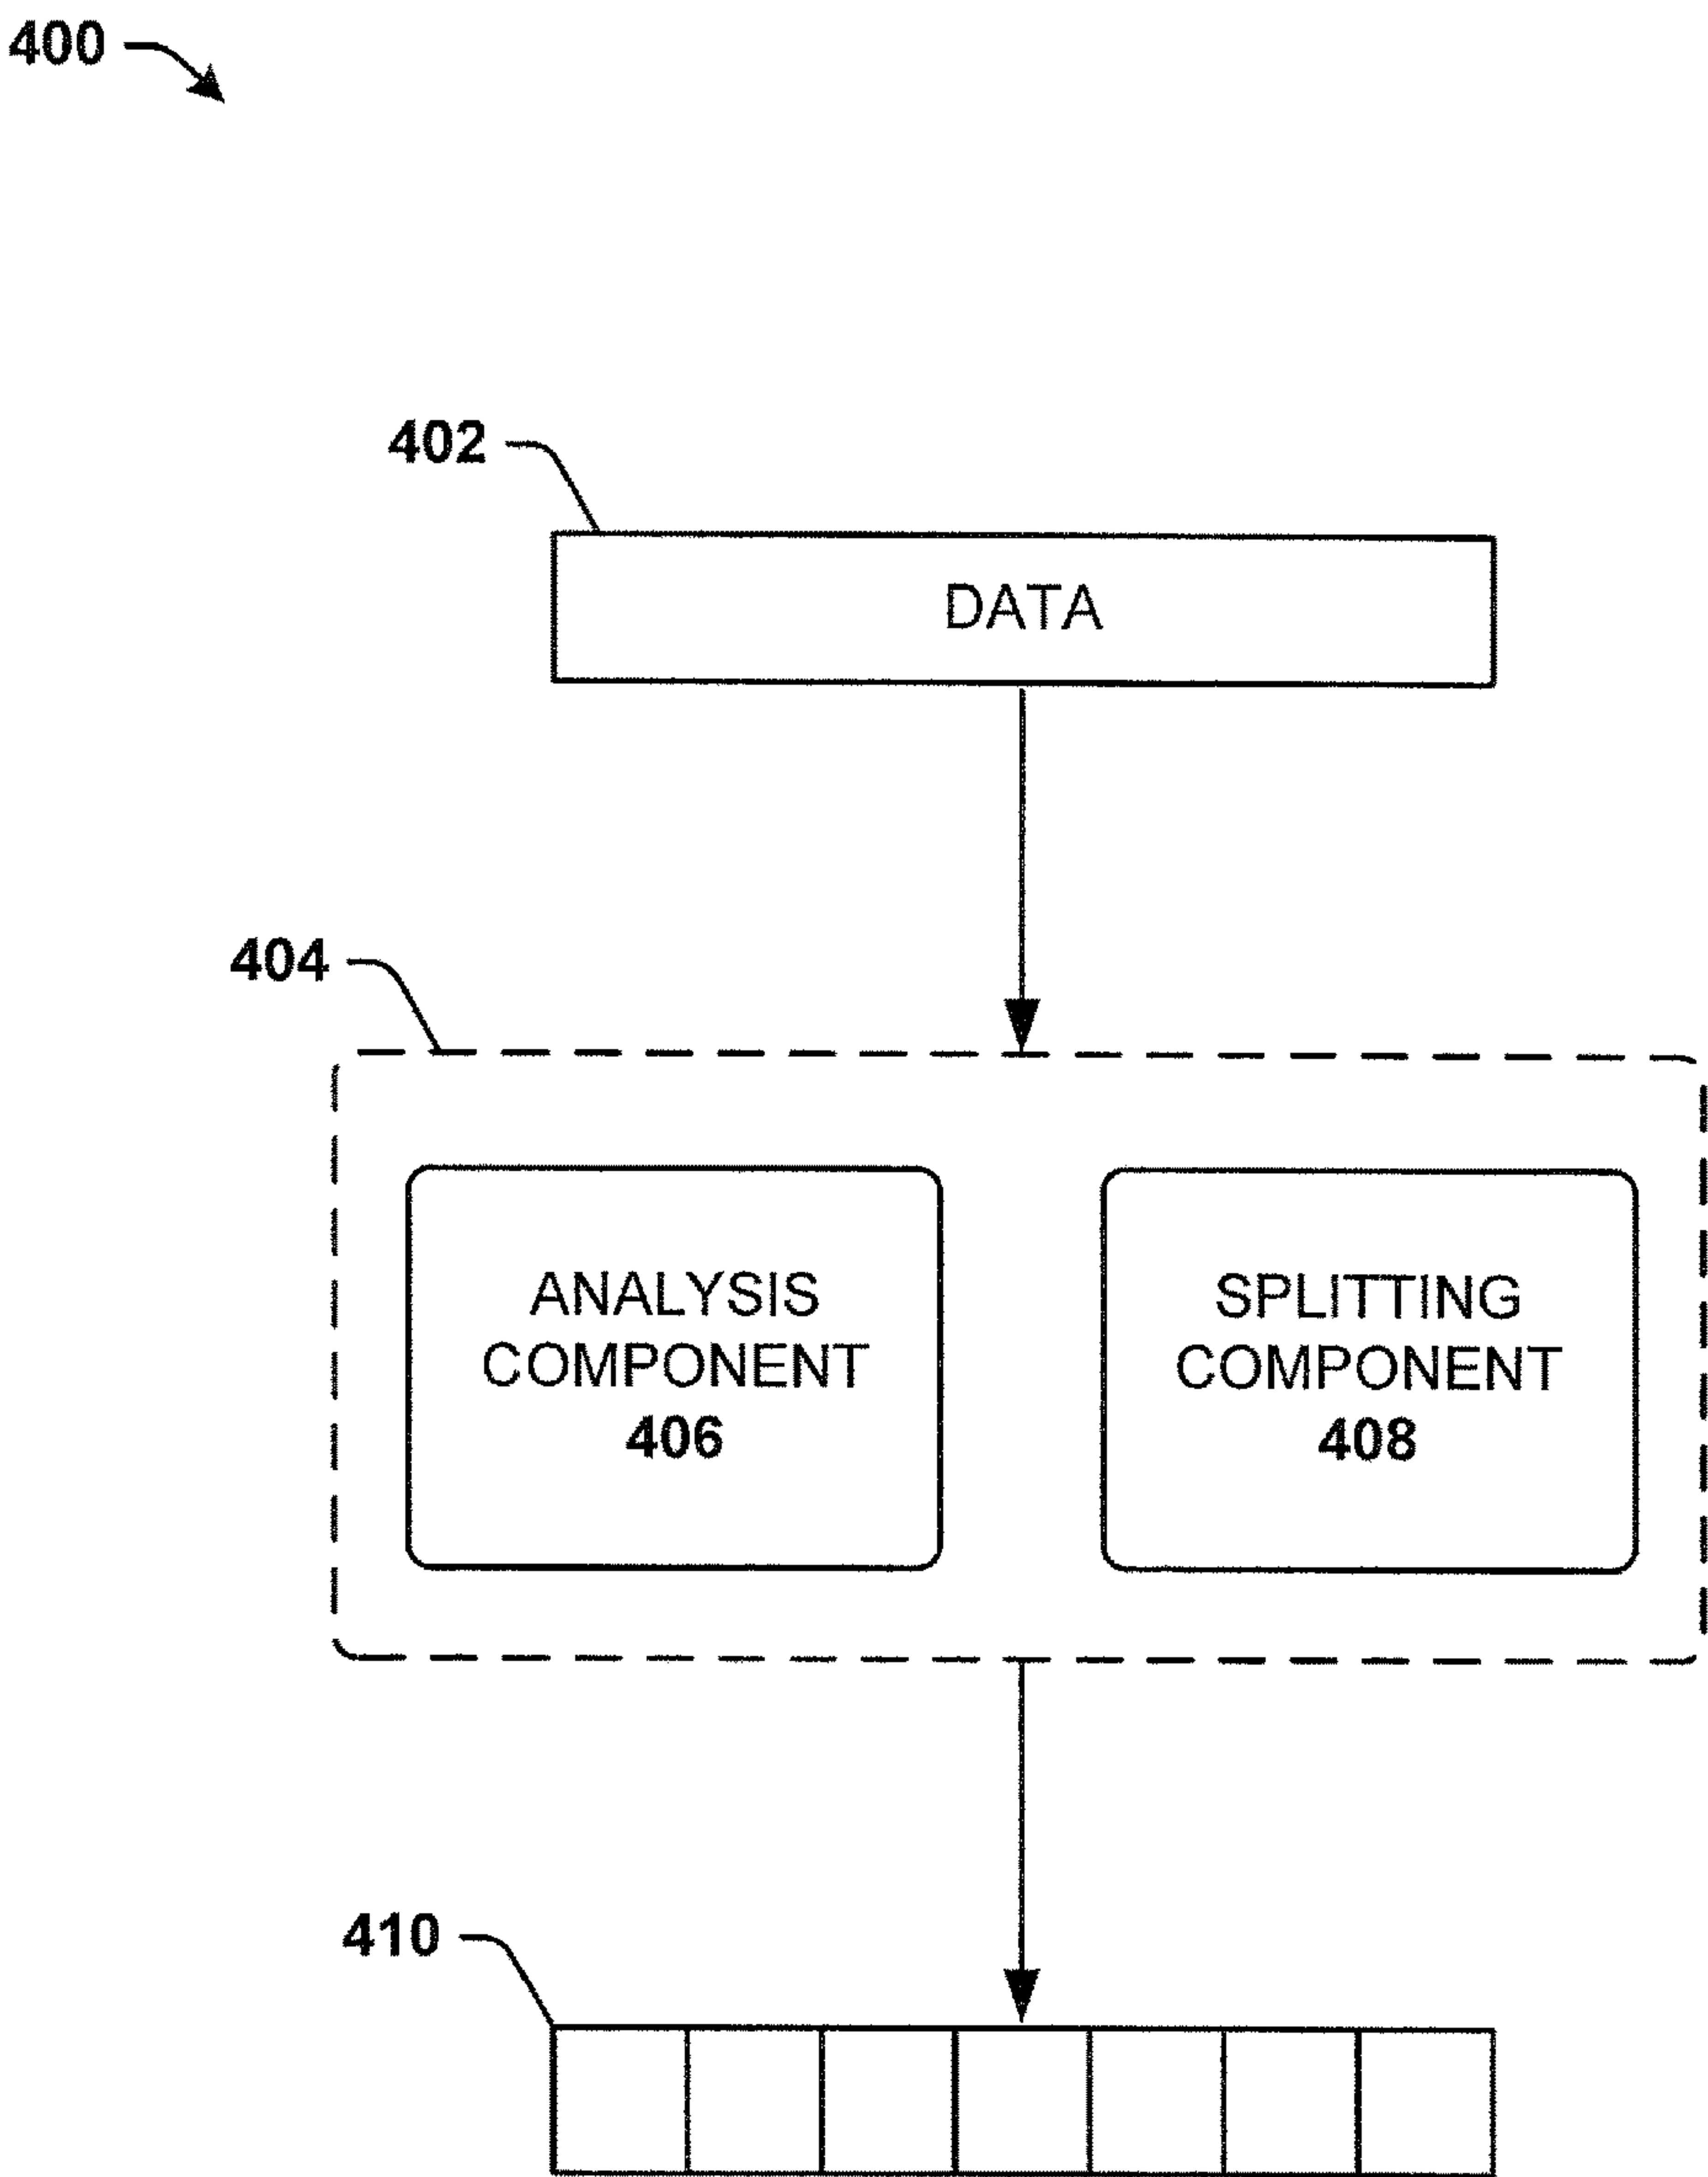 400
402
DATA
404
ANALYSIS
COMPONENT
406
SPLITTING
COMPONENT
408
410